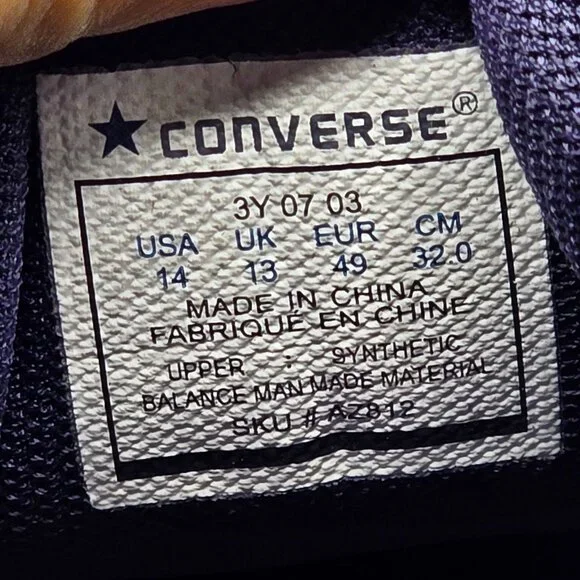 ★ CONVERSE®
3Y 07 03
USA UK EUR CM
14 13 49 32.0
MADE IN CHINA
FABRIQUÉ EN CHINE
UPPER : SYNTHETIC
BALANCE MAN MADE MATERIAL
SKU # AZ812